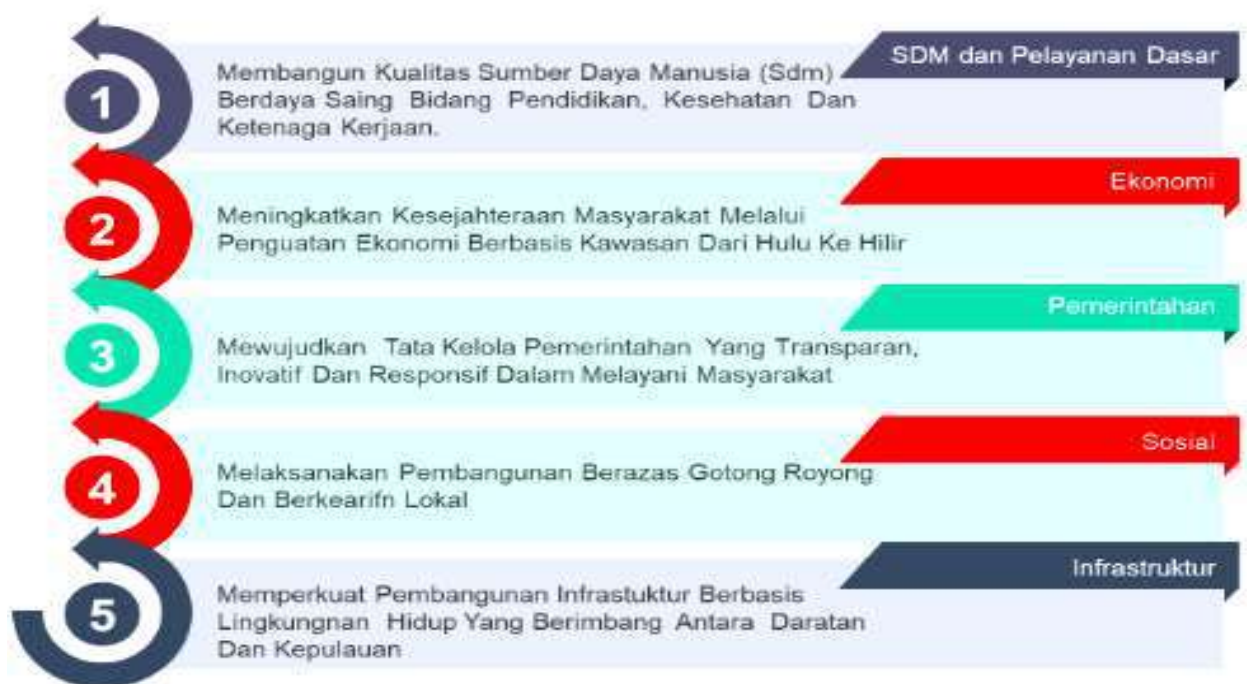 SDM dan Pelayanan Dasar
1
Membangun Kualitas Sumber Daya Manusia (Sdm)
Berdaya Saing Bidang Pendidikan, Kesehatan Dan
Ketenaga Kerjaan.
Ekonomi
2
Meningkatkan Kesejahteraan Masyarakat Melalui
Penguatan Ekonomi Berbasis Kawasan Dari Hulu Ke Hilir
Pemerintahan
3
Mewujudkan Tata Kelola Pemerintahan Yang Transparan,
Inovatif Dan Responsif Dalam Melayani Masyarakat
Sosial
4
Melaksanakan Pembangunan Berazas Gotong Royong
Dan Berkearifn Lokal
Infrastruktur
5
Memperkuat Pembangunan Infrastuktur Berbasis
Lingkungnan Hidup Yang Berimbang Antara Daratan
Dan Kepulauan